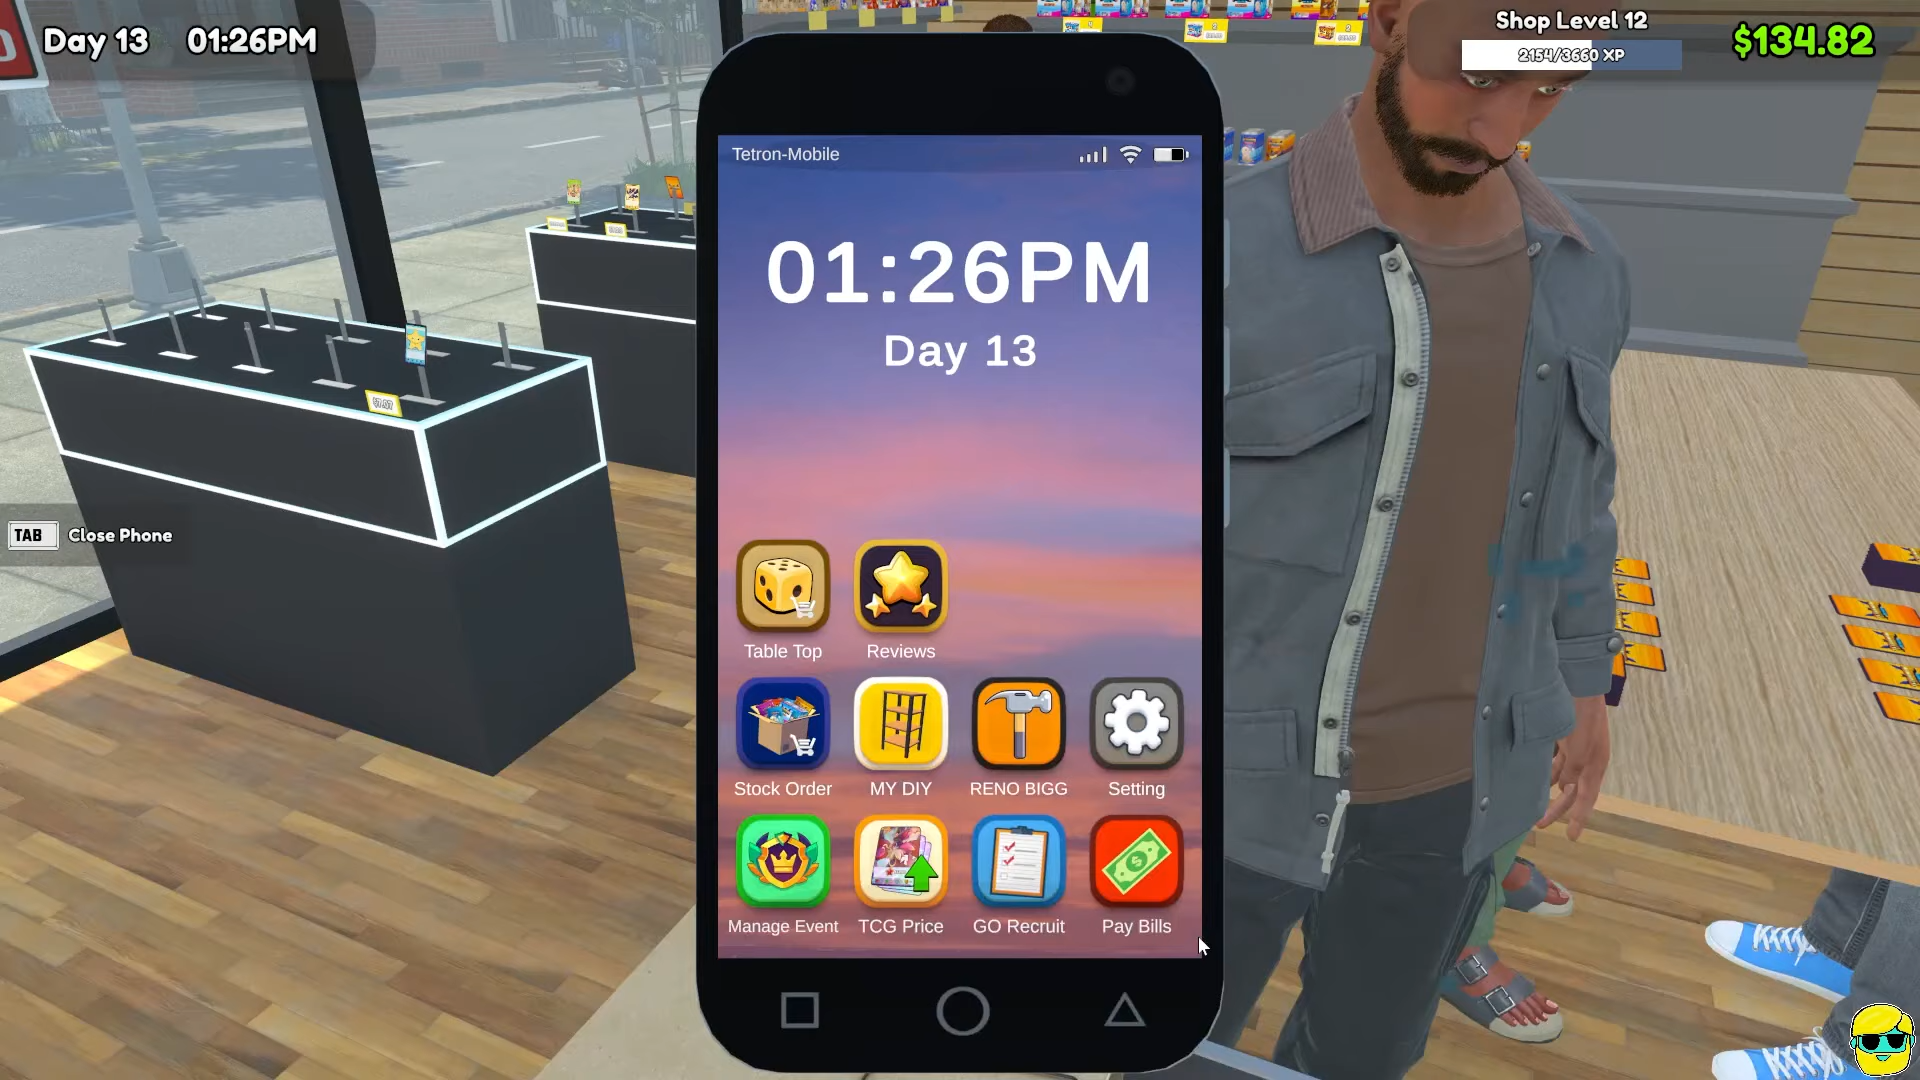 Day 13 01:26PM
Shop Level 12
2154/3660 XP
$134.82
Tetron-Mobile
01:26PM
Day 13
TAB Close Phone
Table Top Reviews
Stock Order MY DIY RENO BIGG Setting
Manage Event TCG Price GO Recruit Pay Bills